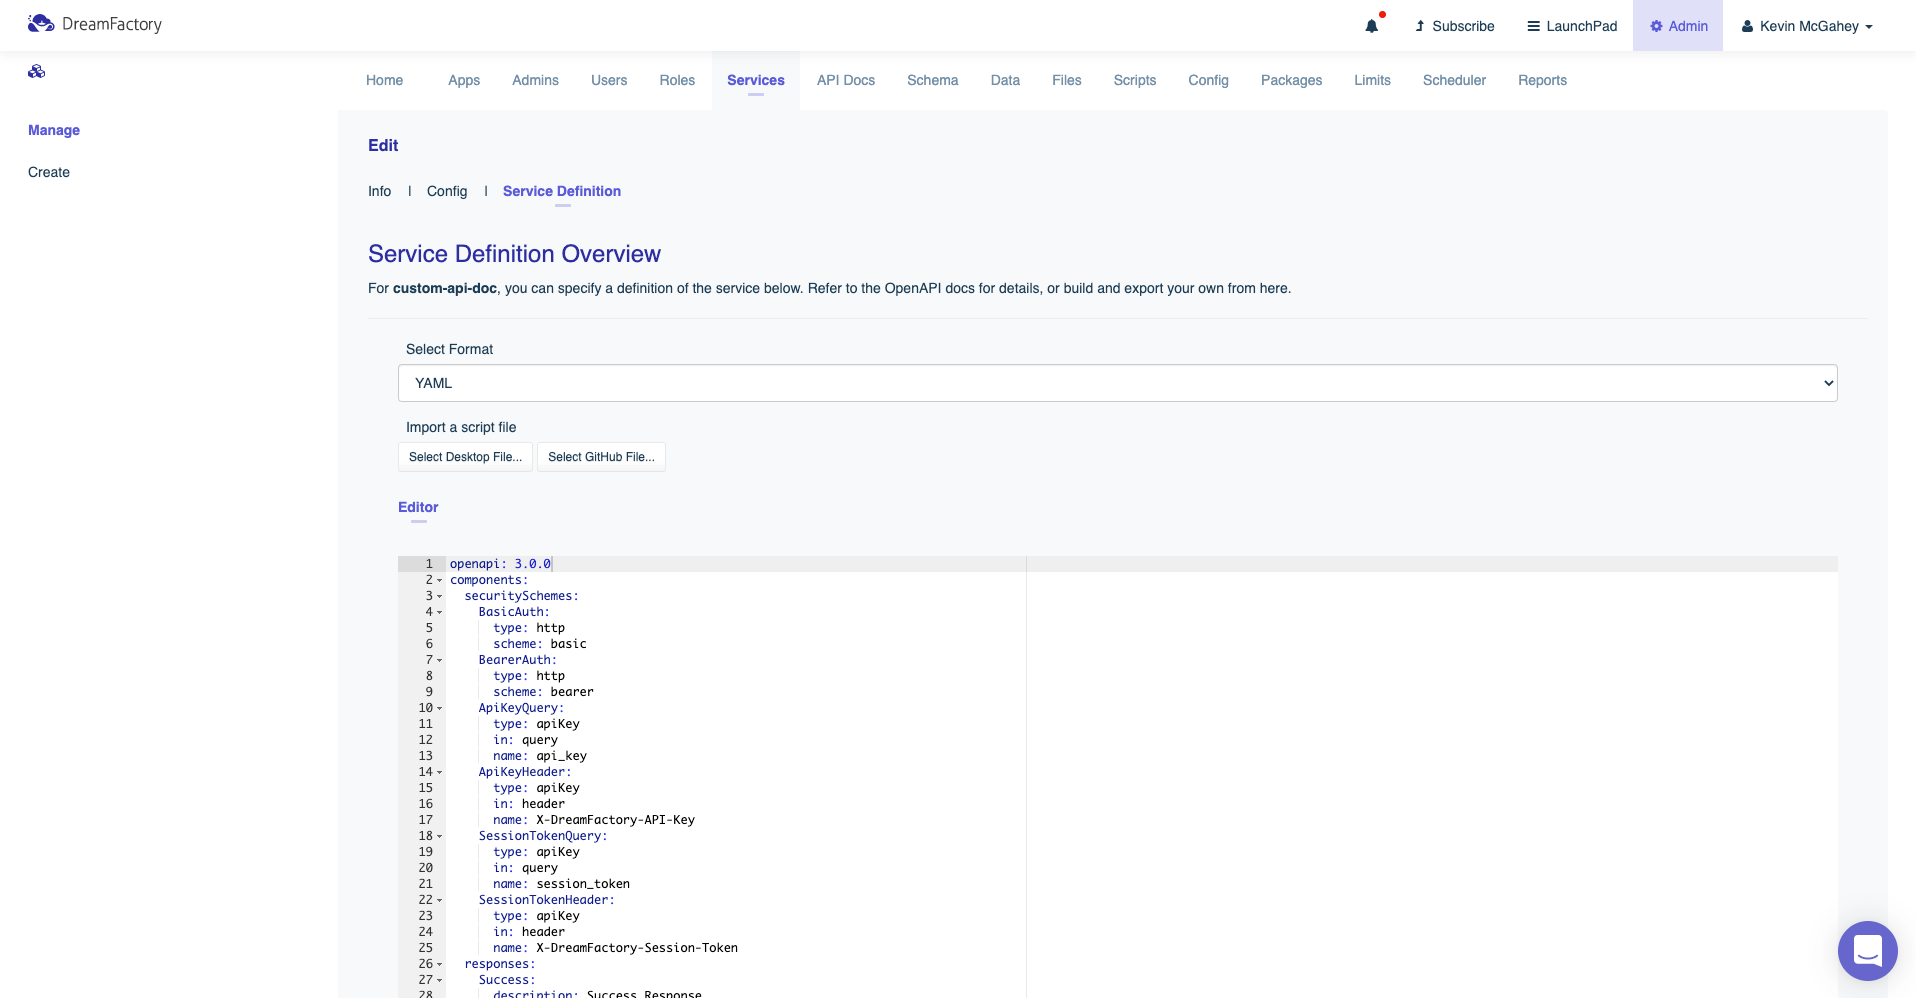 DreamFactory
Subscribe
LaunchPad
Admin
Kevin McGahey
Home
Apps
Admins
Users
Roles
Services
API Docs
Schema
Data
Files
Scripts
Config
Packages
Limits
Scheduler
Reports
Manage
Create
Edit
Info | Config | Service Definition
Service Definition Overview
For custom-api-doc, you can specify a definition of the service below. Refer to the OpenAPI docs for details, or build and export your own from here.
Select Format
YAML
Import a script file
Select Desktop File...
Select GitHub File...
Editor
1 openapi: 3.0.0
2 components:
3 securitySchemes:
4 BasicAuth:
5 type: http
6 scheme: basic
7 BearerAuth:
8 type: http
9 scheme: bearer
10 ApiKeyQuery:
11 type: apiKey
12 in: query
13 name: api_key
14 ApiKeyHeader:
15 type: apiKey
16 in: header
17 name: X-DreamFactory-API-Key
18 SessionTokenQuery:
19 type: apiKey
20 in: query
21 name: session_token
22 SessionTokenHeader:
23 type: apiKey
24 in: header
25 name: X-DreamFactory-Session-Token
26 responses:
27 Success:
28 description: Success Response